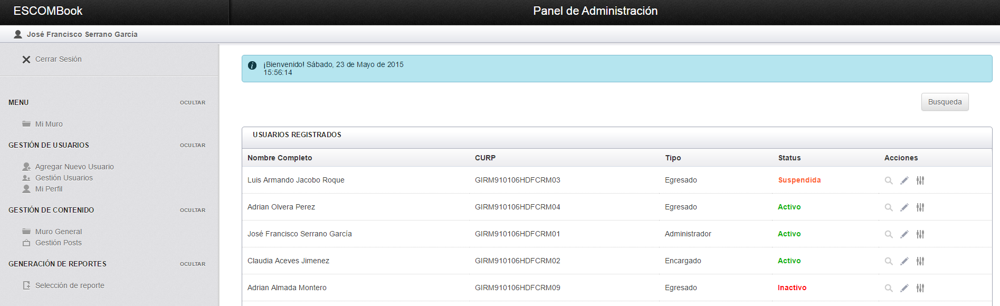 ESCOMBook
Panel de Administración
José Francisco Serrano García
Cerrar Sesión
MENU OCULTAR
Mi Muro
GESTIÓN DE USUARIOS OCULTAR
Agregar Nuevo Usuario
Gestión Usuarios
Mi Perfil
GESTIÓN DE CONTENIDO OCULTAR
Muro General
Gestión Posts
GENERACIÓN DE REPORTES OCULTAR
Selección de reporte
¡Bienvenido! Sábado, 23 de Mayo de 2015
15:56:14
Busqueda
USUARIOS REGISTRADOS
Nombre Completo CURP Tipo Status Acciones
Luis Armando Jacobo Roque GIRM910106HDFCRM03 Egresado Suspendida
Adrian Olvera Perez GIRM910106HDFCRM04 Egresado Activo
José Francisco Serrano García GIRM910106HDFCRM01 Administrador Activo
Claudia Aceves Jimenez GIRM910106HDFCRM02 Encargado Activo
Adrian Almada Montero GIRM910106HDFCRM09 Egresado Inactivo